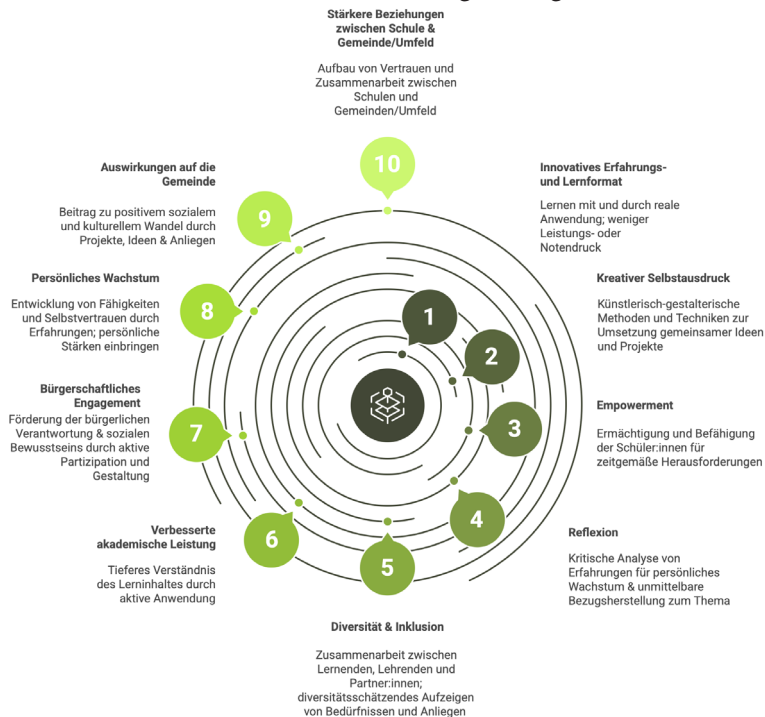 Stärkere Beziehungen
zwischen Schule &
Gemeinde/Umfeld
Aufbau von Vertrauen und
Zusammenarbeit zwischen
Schulen und
Gemeinden/Umfeld
10
Auswirkungen auf die
Gemeinde
Beitrag zu positivem sozialem
und kulturellem Wandel durch
Projekte, Ideen & Anliegen
9
Innovatives Erfahrungs-
und Lernformat
Lernen mit und durch reale
Anwendung; weniger
Leistungs- oder
Notendruck
1
Persönliches Wachstum
Entwicklung von Fähigkeiten
und Selbstvertrauen durch
Erfahrungen; persönliche
Stärken einbringen
8
Kreativer Selbstausdruck
Künstlerisch-gestalterische
Methoden und Techniken zur
Umsetzung gemeinsamer Ideen
und Projekte
2
Bürgerschaftliches
Engagement
Förderung der bürgerlichen
Verantwortung & sozialen
Bewusstseins durch aktive
Partizipation und
Gestaltung
7
Empowerment
Ermächtigung und Befähigung
der Schüler:innen für
zeitgemäße Herausforderungen
3
Verbesserte
akademische Leistung
Tieferes Verständnis
des Lerninhaltes durch
aktive Anwendung
6
Reflexion
Kritische Analyse von
Erfahrungen für persönliches
Wachstum & unmittelbare
Bezugsherstellung zum Thema
4
5
Diversität & Inklusion
Zusammenarbeit zwischen
Lernenden, Lehrenden und
Partner:innen;
diversitätsschätzendes Aufzeigen
von Bedürfnissen und Anliegen